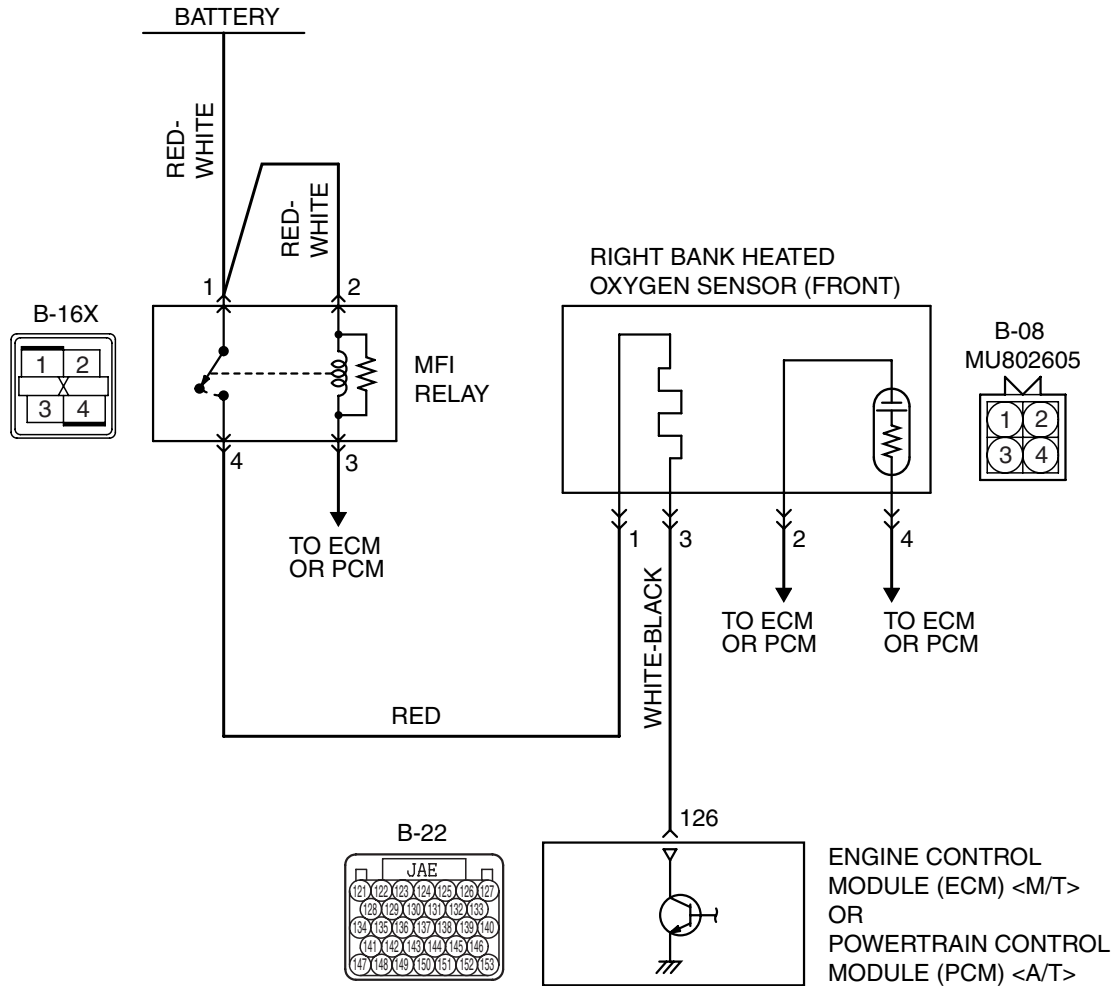 BATTERY
RED-
WHITE
RED-
WHITE
1
2
B-16X
1 2
X
3 4
MFI
RELAY
4
3
TO ECM
OR PCM
RIGHT BANK HEATED
OXYGEN SENSOR (FRONT)
B-08
MU802605
1 2
3 4
1
3
2
4
TO ECM
OR PCM
TO ECM
OR PCM
WHITE-BLACK
RED
126
B-22
JAE
121 122 123 124 125 126 127
128 129 130 131 132 133
134 135 136 137 138 139 140
141 142 143 144 145 146
147 148 149 150 151 152 153
ENGINE CONTROL
MODULE (ECM) <M/T>
OR
POWERTRAIN CONTROL
MODULE (PCM) <A/T>